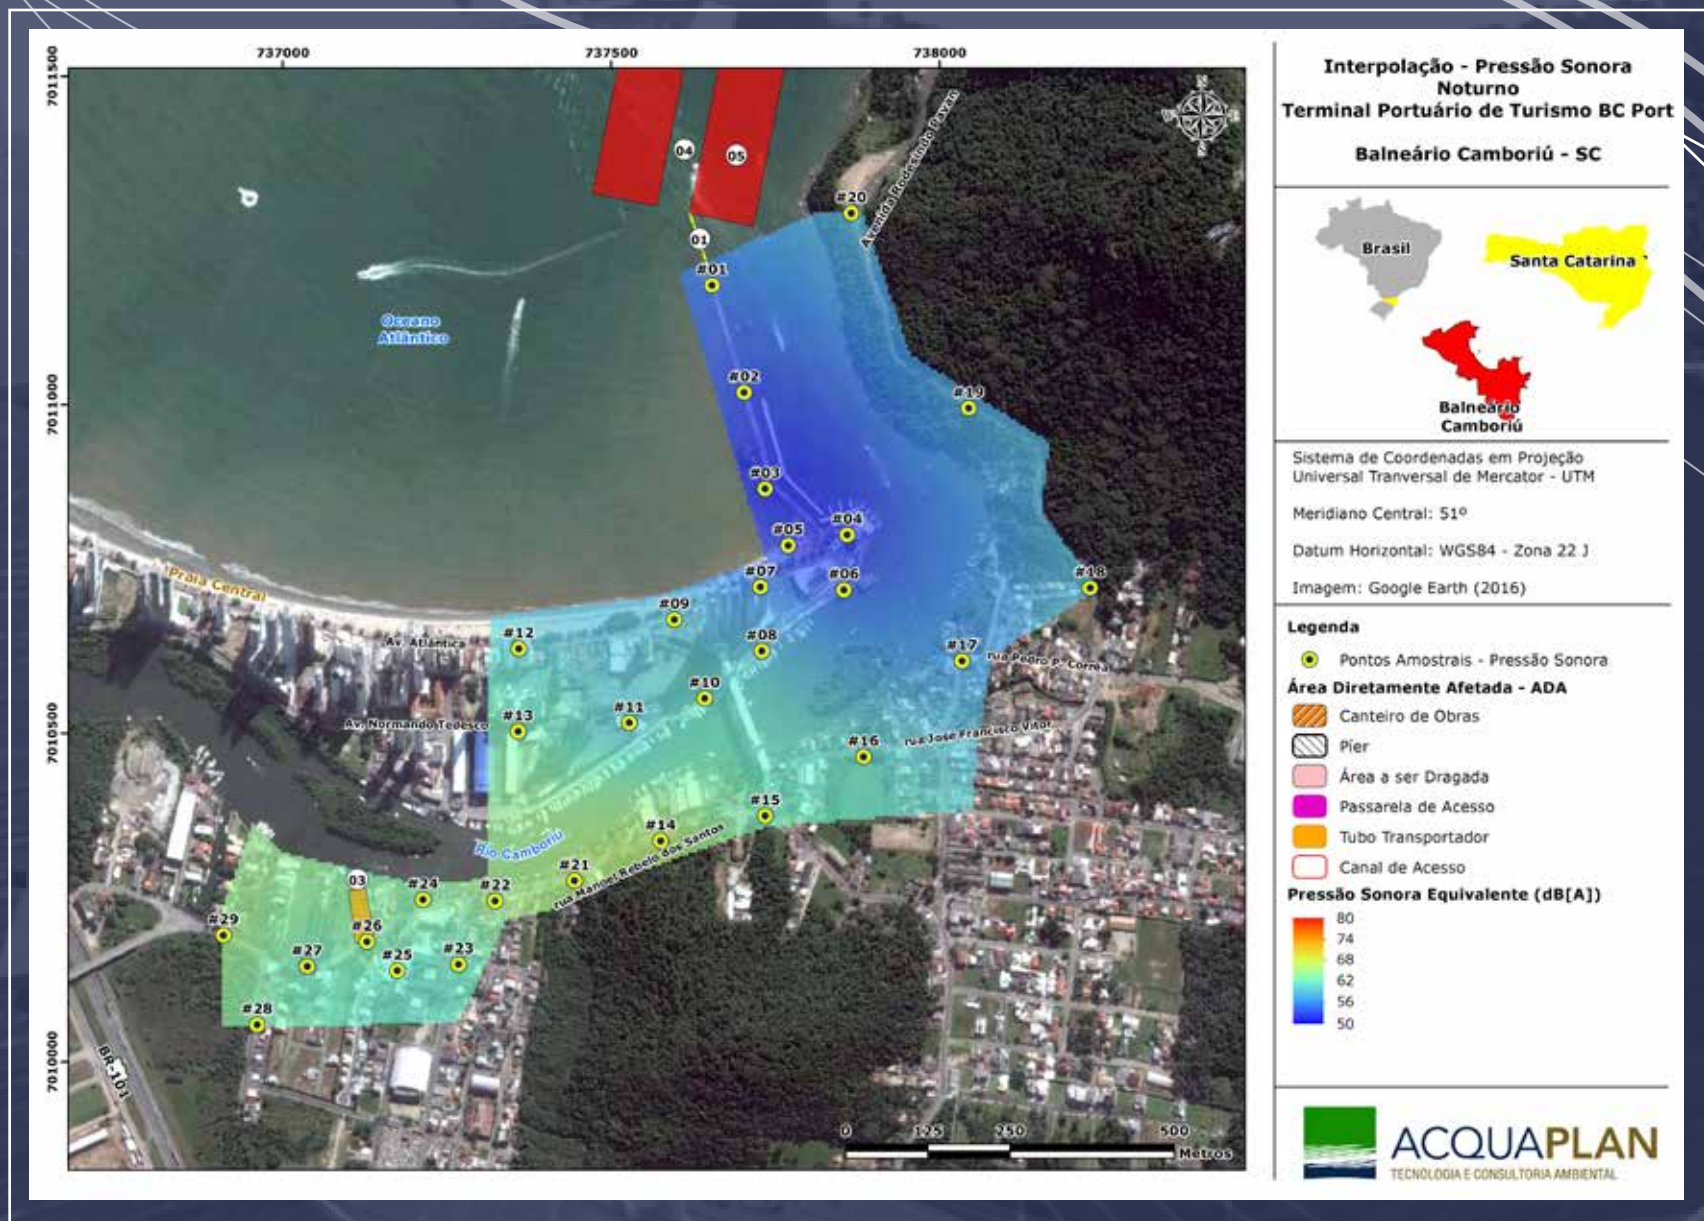 737000
737500
738000
7011500
7011000
7010500
7010000
04
05
01
03
#01
#02
#03
#04
#05
#06
#07
#08
#09
#10
#11
#12
#13
#14
#15
#16
#17
#18
#19
#20
#21
#22
#23
#24
#25
#26
#27
#28
#29
Avenida Rodesindo Pavan
Oceano
Atlântico
Praia Central
Av. Atlântica
Av. Normando Tedesco
Rio Camboriú
rua Manoel Rebelo dos Santos
rua Pedro P. Correa
rua José Francisco Vitor
BR-101
0 125 250 500
Metros
Interpolação - Pressão Sonora
Noturno
Terminal Portuário de Turismo BC Port
Balneário Camboriú - SC
Brasil
Santa Catarina
Balneário
Camboriú
Sistema de Coordenadas em Projeção
Universal Tranversal de Mercator - UTM
Meridiano Central: 51º
Datum Horizontal: WGS84 - Zona 22 J
Imagem: Google Earth (2016)
Legenda
Pontos Amostrais - Pressão Sonora
Área Diretamente Afetada - ADA
Canteiro de Obras
Píer
Área a ser Dragada
Passarela de Acesso
Tubo Transportador
Canal de Acesso
Pressão Sonora Equivalente (dB[A])
80
74
68
62
56
50
ACQUAPLAN
TECNOLOGIA E CONSULTORIA AMBIENTAL